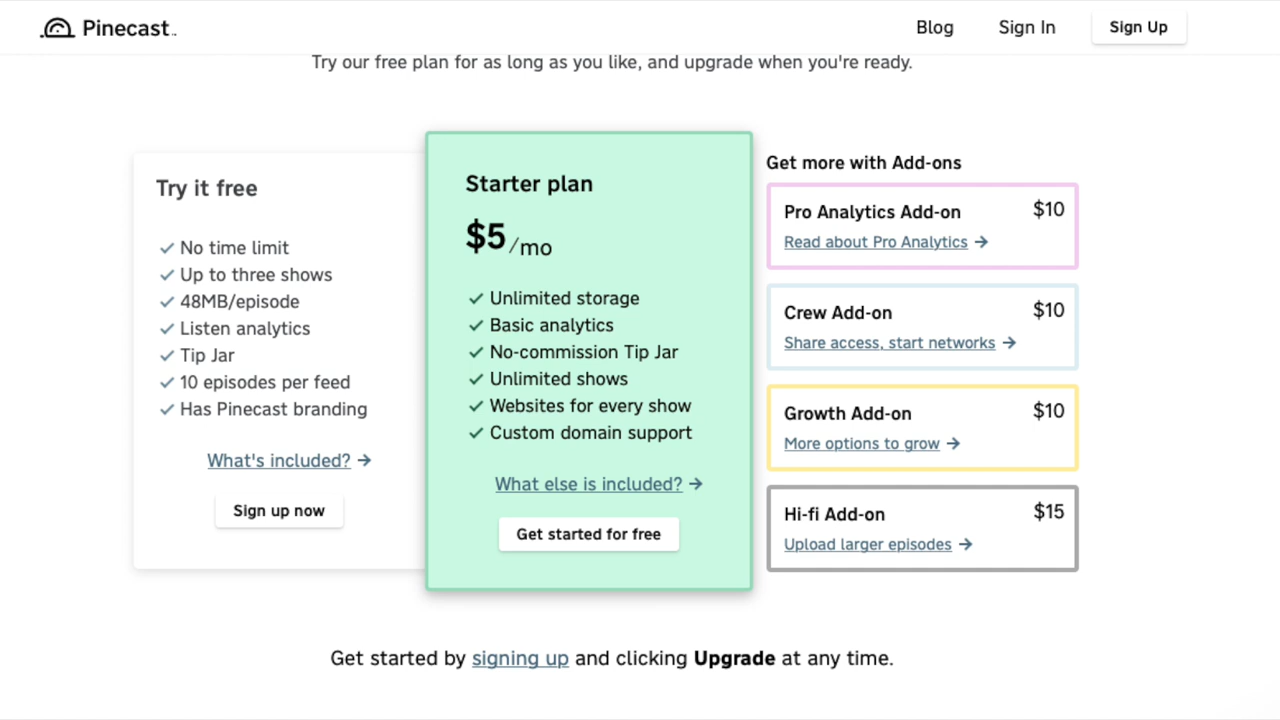 Pinecast
Blog
Sign In
Sign Up
Try our free plan for as long as you like, and upgrade when you're ready.
Try it free
No time limit
Up to three shows
48MB/episode
Listen analytics
Tip Jar
10 episodes per feed
Has Pinecast branding
What's included? →
Sign up now
Starter plan
$5/mo
Unlimited storage
Basic analytics
No-commission Tip Jar
Unlimited shows
Websites for every show
Custom domain support
What else is included? →
Get started for free
Get more with Add-ons
Pro Analytics Add-on $10
Read about Pro Analytics →
Crew Add-on $10
Share access, start networks →
Growth Add-on $10
More options to grow →
Hi-fi Add-on $15
Upload larger episodes →
Get started by signing up and clicking Upgrade at any time.